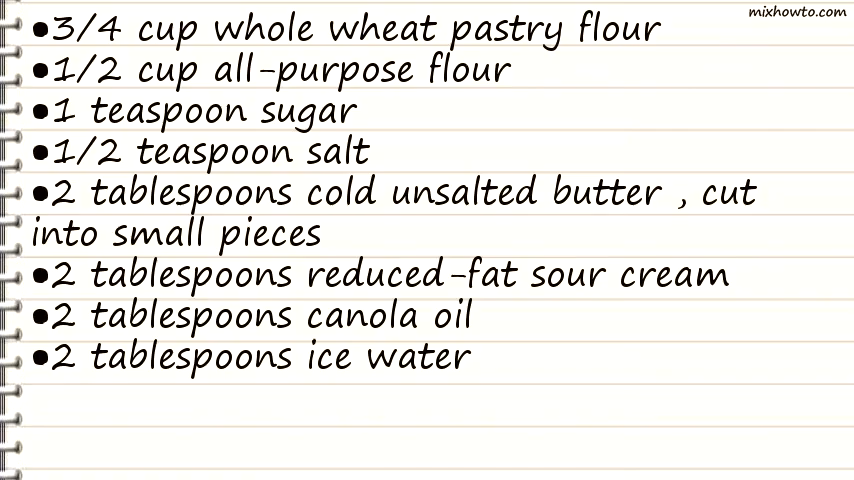 mixhowto.com
•3/4 cup whole wheat pastry flour
•1/2 cup all-purpose flour
•1 teaspoon sugar
•1/2 teaspoon salt
•2 tablespoons cold unsalted butter , cut
into small pieces
•2 tablespoons reduced-fat sour cream
•2 tablespoons canola oil
•2 tablespoons ice water